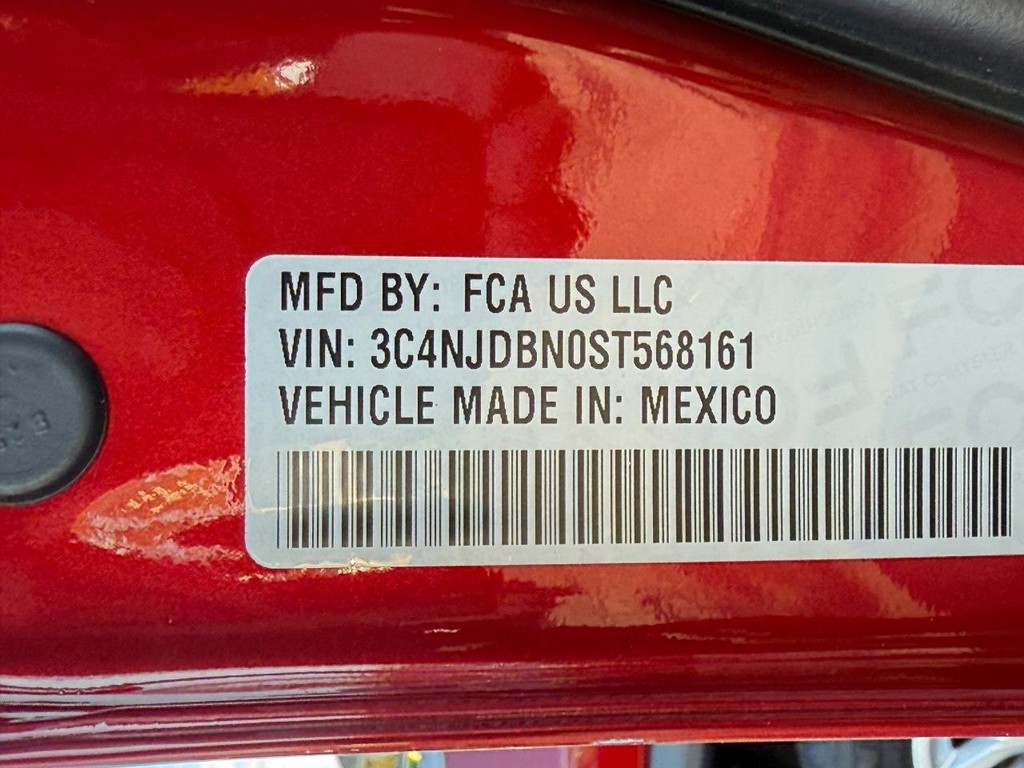 MFD BY: FCA US LLC
VIN: 3C4NJDBN0ST568161
VEHICLE MADE IN: MEXICO